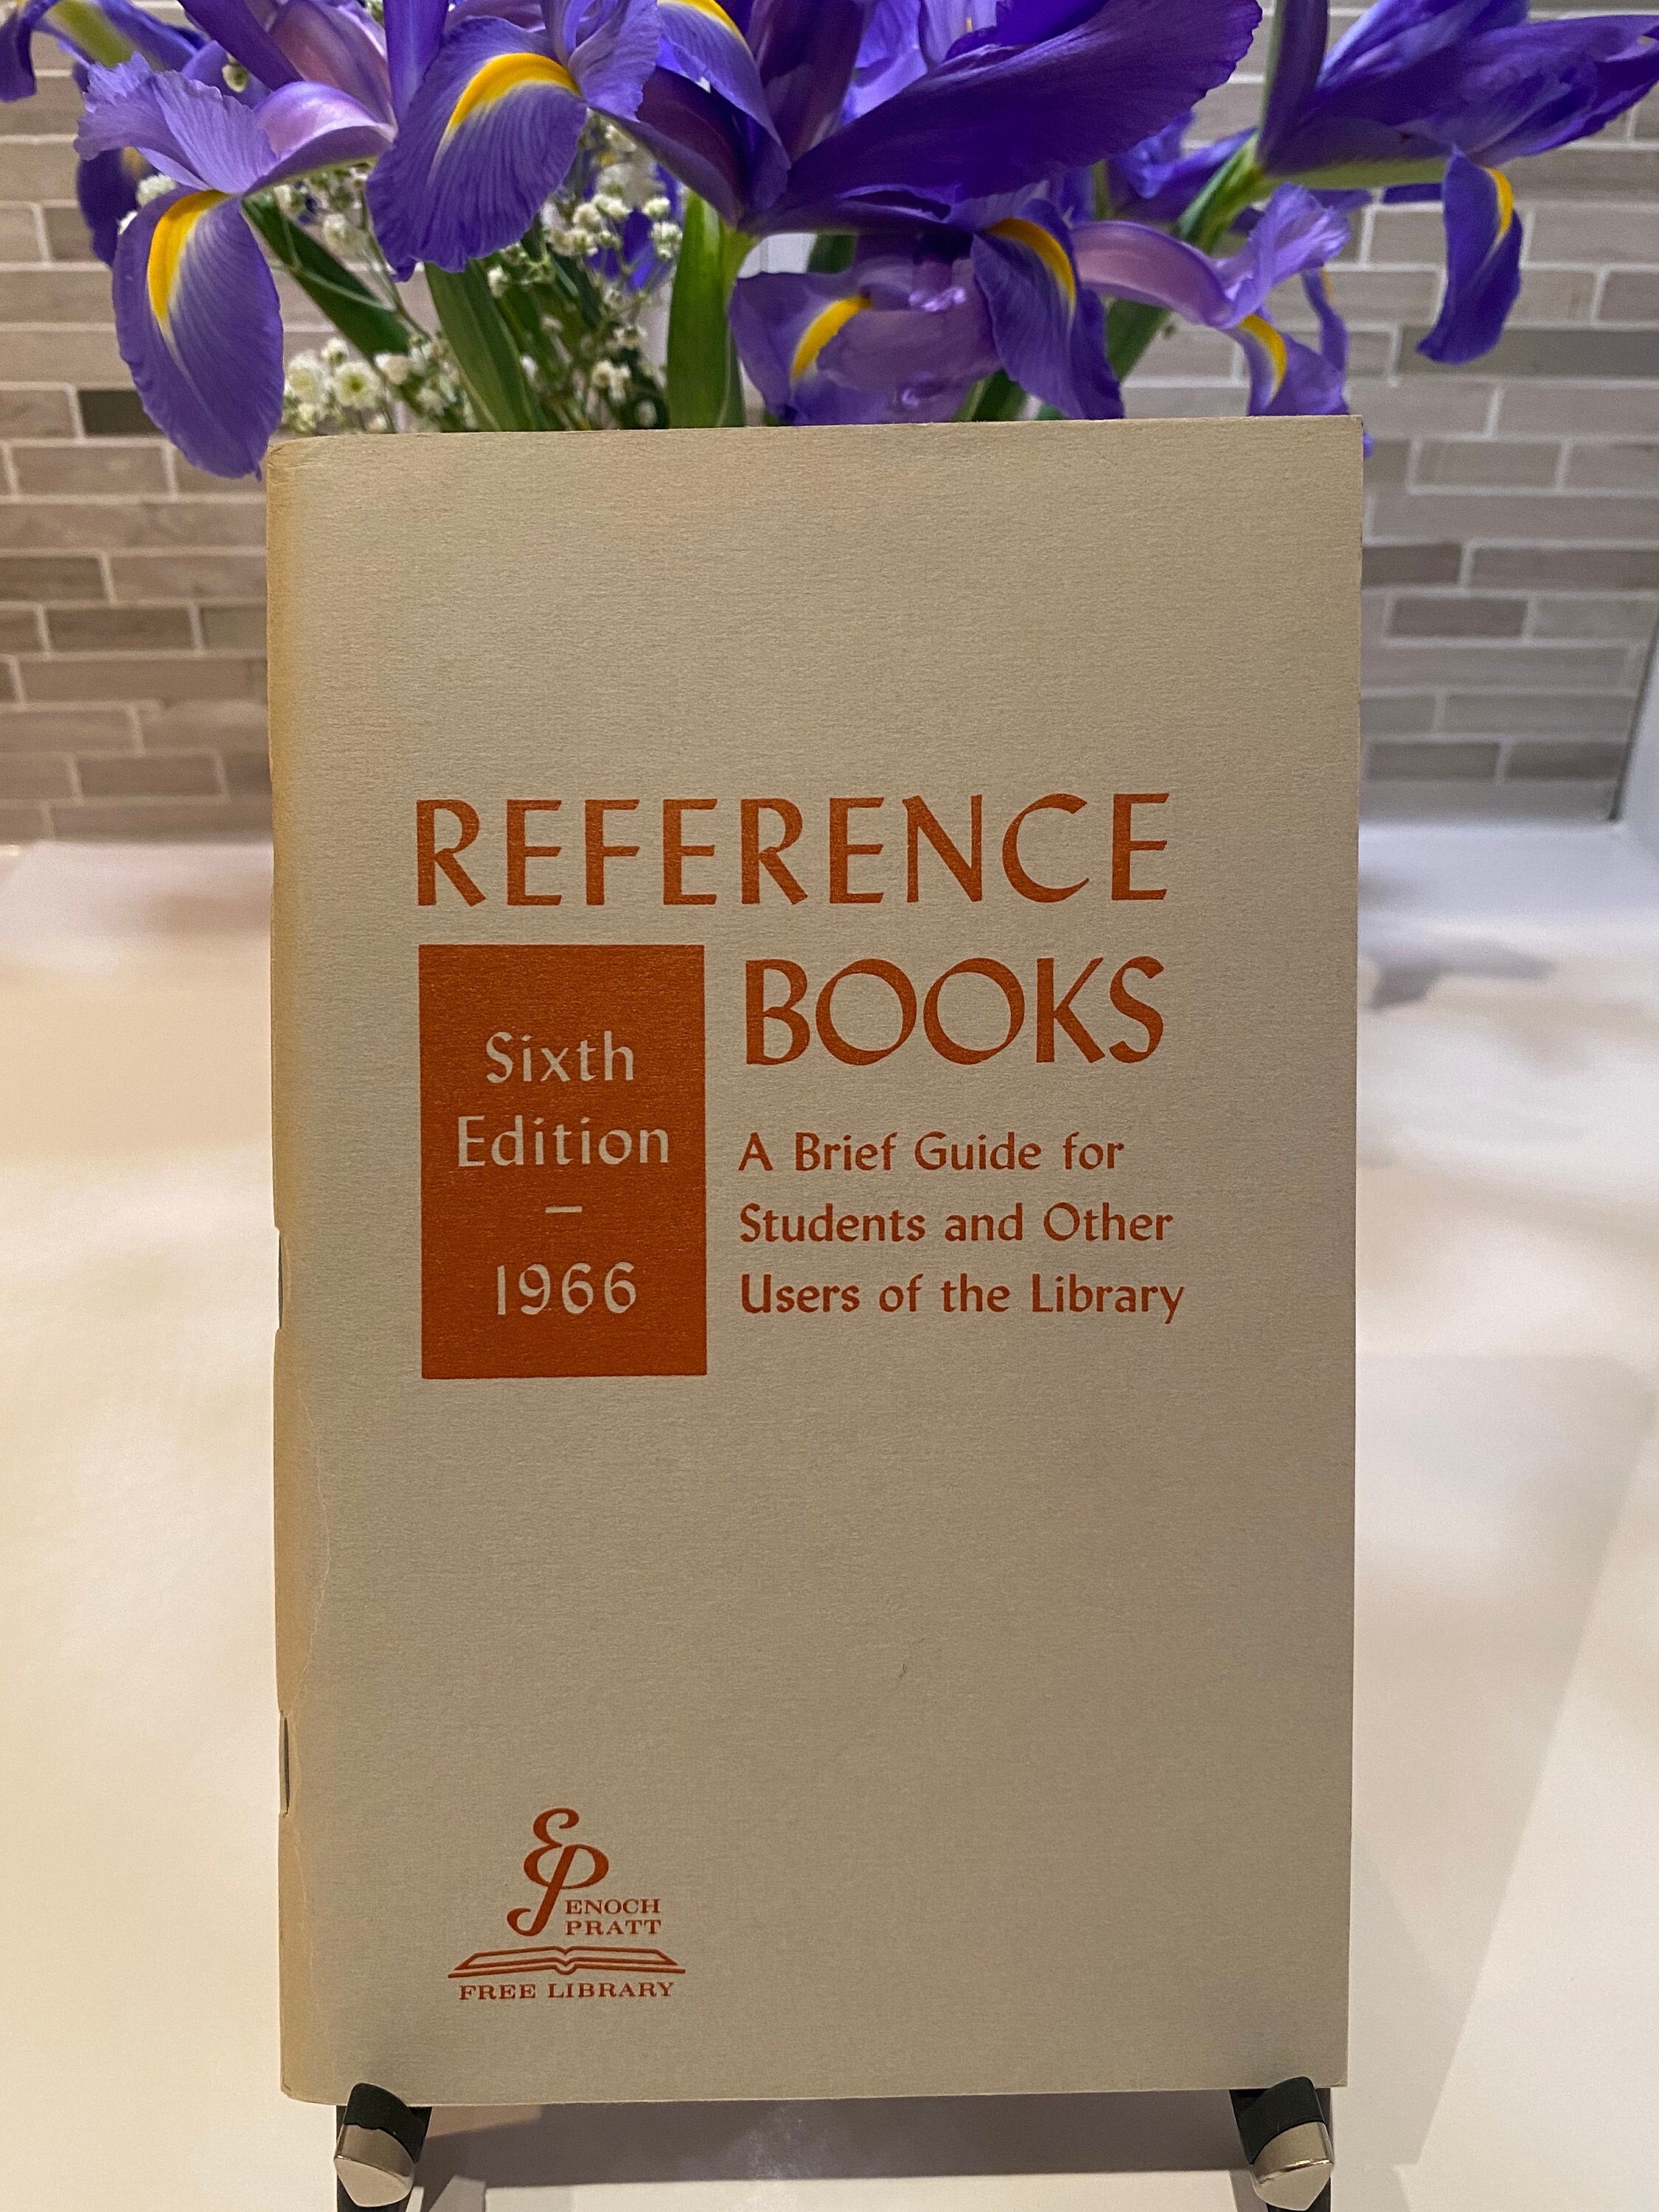 REFERENCE
BOOKS
Sixth
Edition
—
1966
A Brief Guide for
Students and Other
Users of the Library
EP
ENOCH
PRATT
FREE LIBRARY